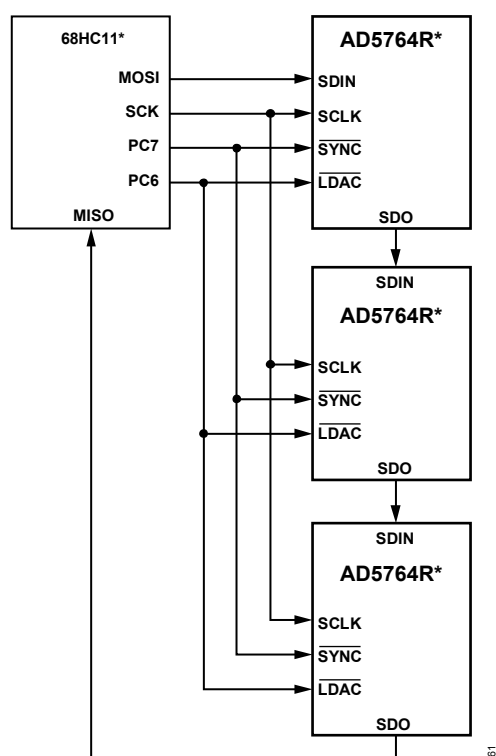 68HC11*
MOSI
SCK
PC7
PC6
MISO
AD5764R*
SDIN
SCLK
SYNC
LDAC
SDO
SDIN
AD5764R*
SCLK
SYNC
LDAC
SDO
SDIN
AD5764R*
SCLK
SYNC
LDAC
SDO
61